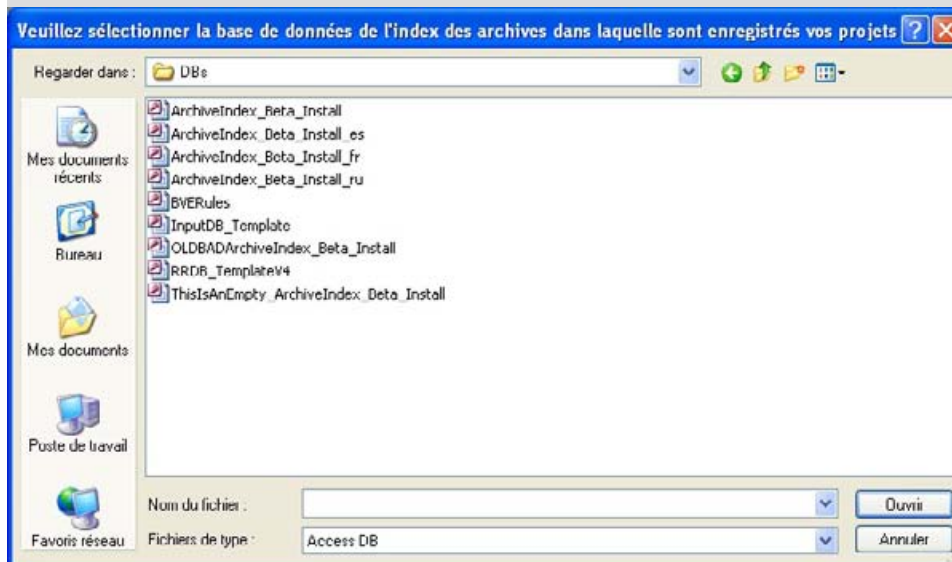 Veuillez sélectionner la base de données de l'index des archives dans laquelle sont enregistrés vos projets
Regarder dans :
DBs
Mes documents récents
Bureau
Mes documents
Poste de travail
Favoris réseau
ArchiveIndex_Beta_Install
ArchiveIndex_Beta_Install_es
ArchiveIndex_Beta_Install_fr
ArchiveIndex_Beta_Install_ru
BVERules
InputDB_Template
OLDBADArchiveIndex_Beta_Install
RRDB_TemplateV4
ThisIsAnEmpty_ArchiveIndex_Beta_Install
Nom du fichier :
Ouvrir
Fichiers de type :
Access DB
Annuler